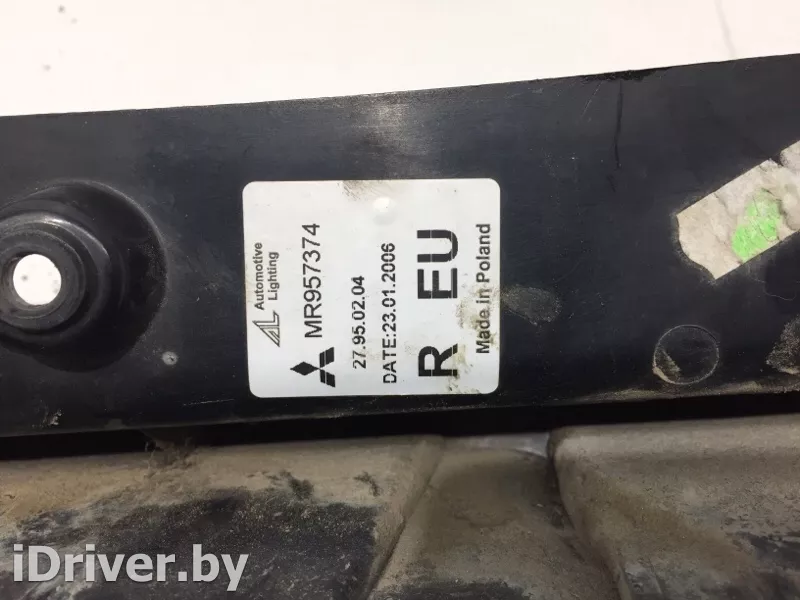 Automotive
Lighting
MR957374
27.95.02.04
DATE:23.01.2006
R EU
Made in Poland
iDriver.by